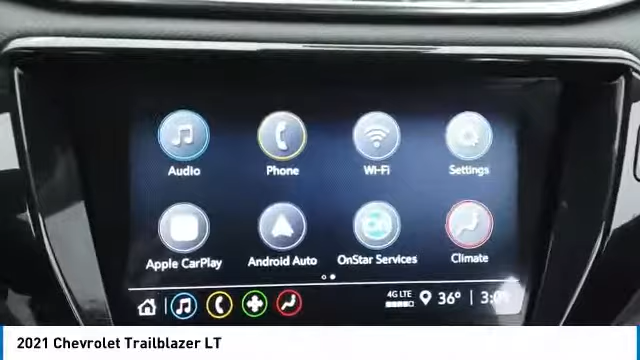 Audio Phone Wi-Fi Settings
Apple CarPlay Android Auto OnStar Services Climate
4G LTE 36°
2021 Chevrolet Trailblazer LT